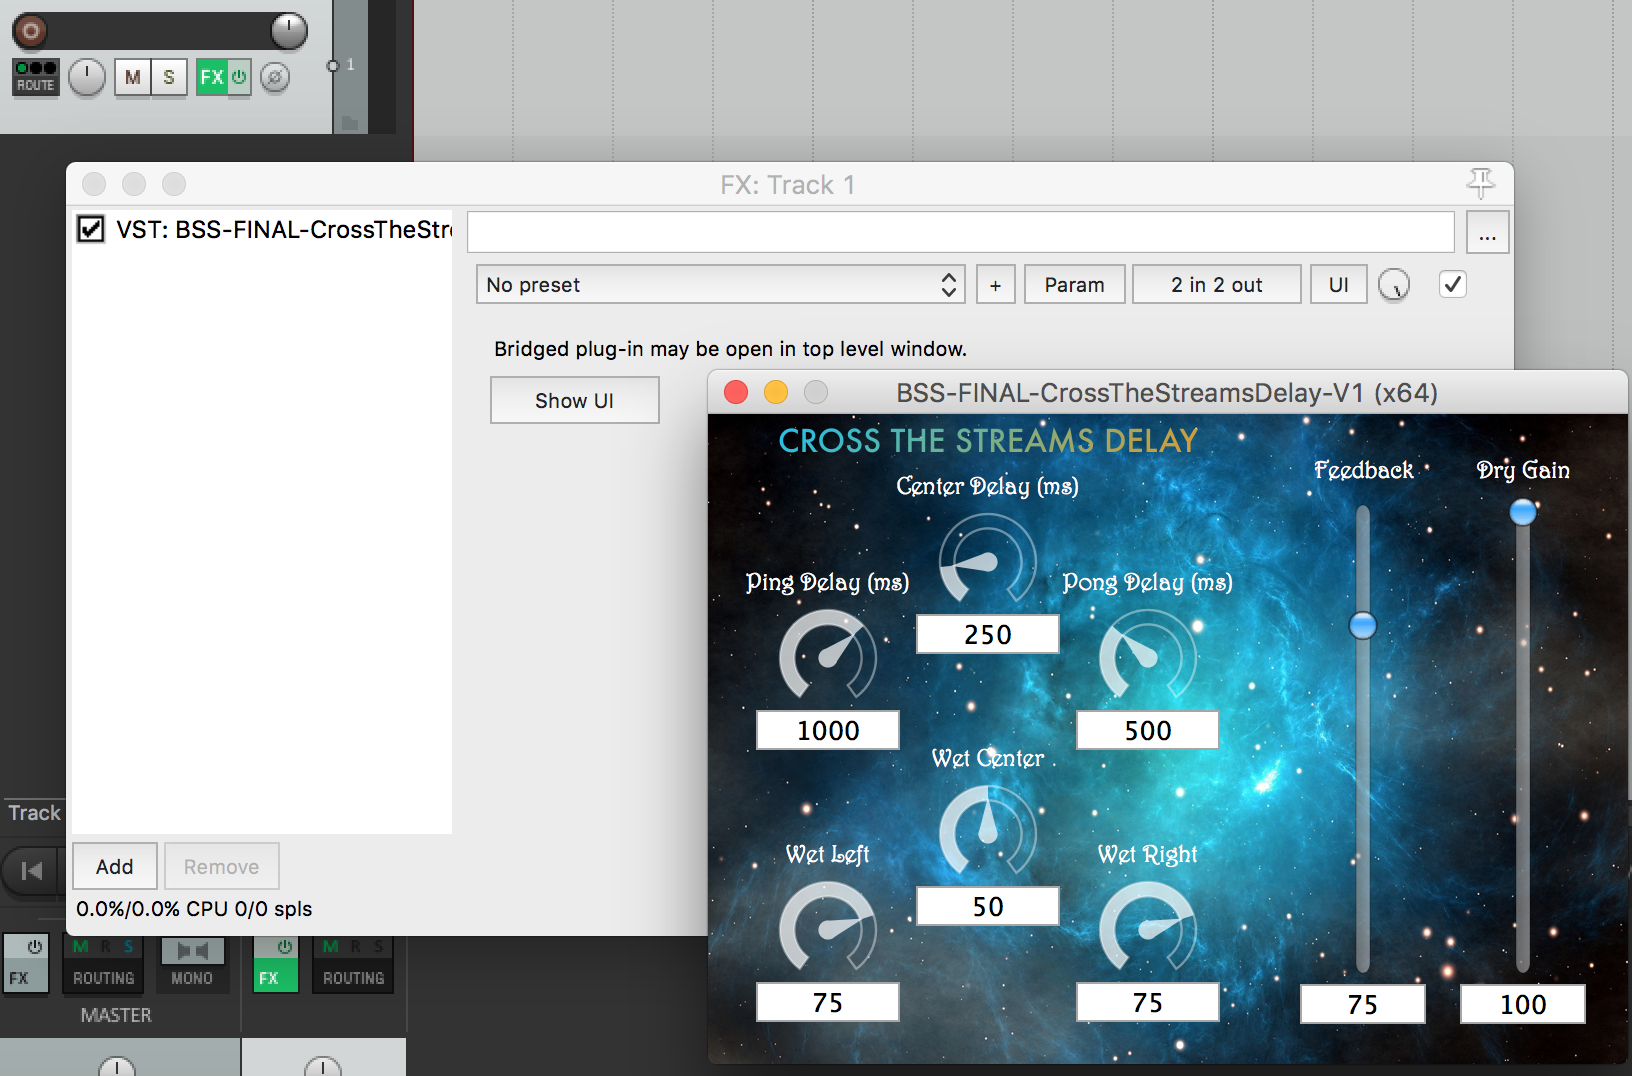 ROUTE
M
S
FX
1
FX: Track 1
VST: BSS-FINAL-CrossTheStr
...
No preset
+
Param
2 in 2 out
UI
Bridged plug-in may be open in top level window.
Show UI
BSS-FINAL-CrossTheStreamsDelay-V1 (x64)
CROSS THE STREAMS DELAY
Center Delay (ms)
250
Ping Delay (ms)
1000
Pong Delay (ms)
500
Wet Center
50
Wet Left
75
Wet Right
75
Feedback
75
Dry Gain
100
Track
Add
Remove
0.0%/0.0% CPU 0/0 spls
FX
M R S
ROUTING
MONO
MASTER
FX
M R S
ROUTING